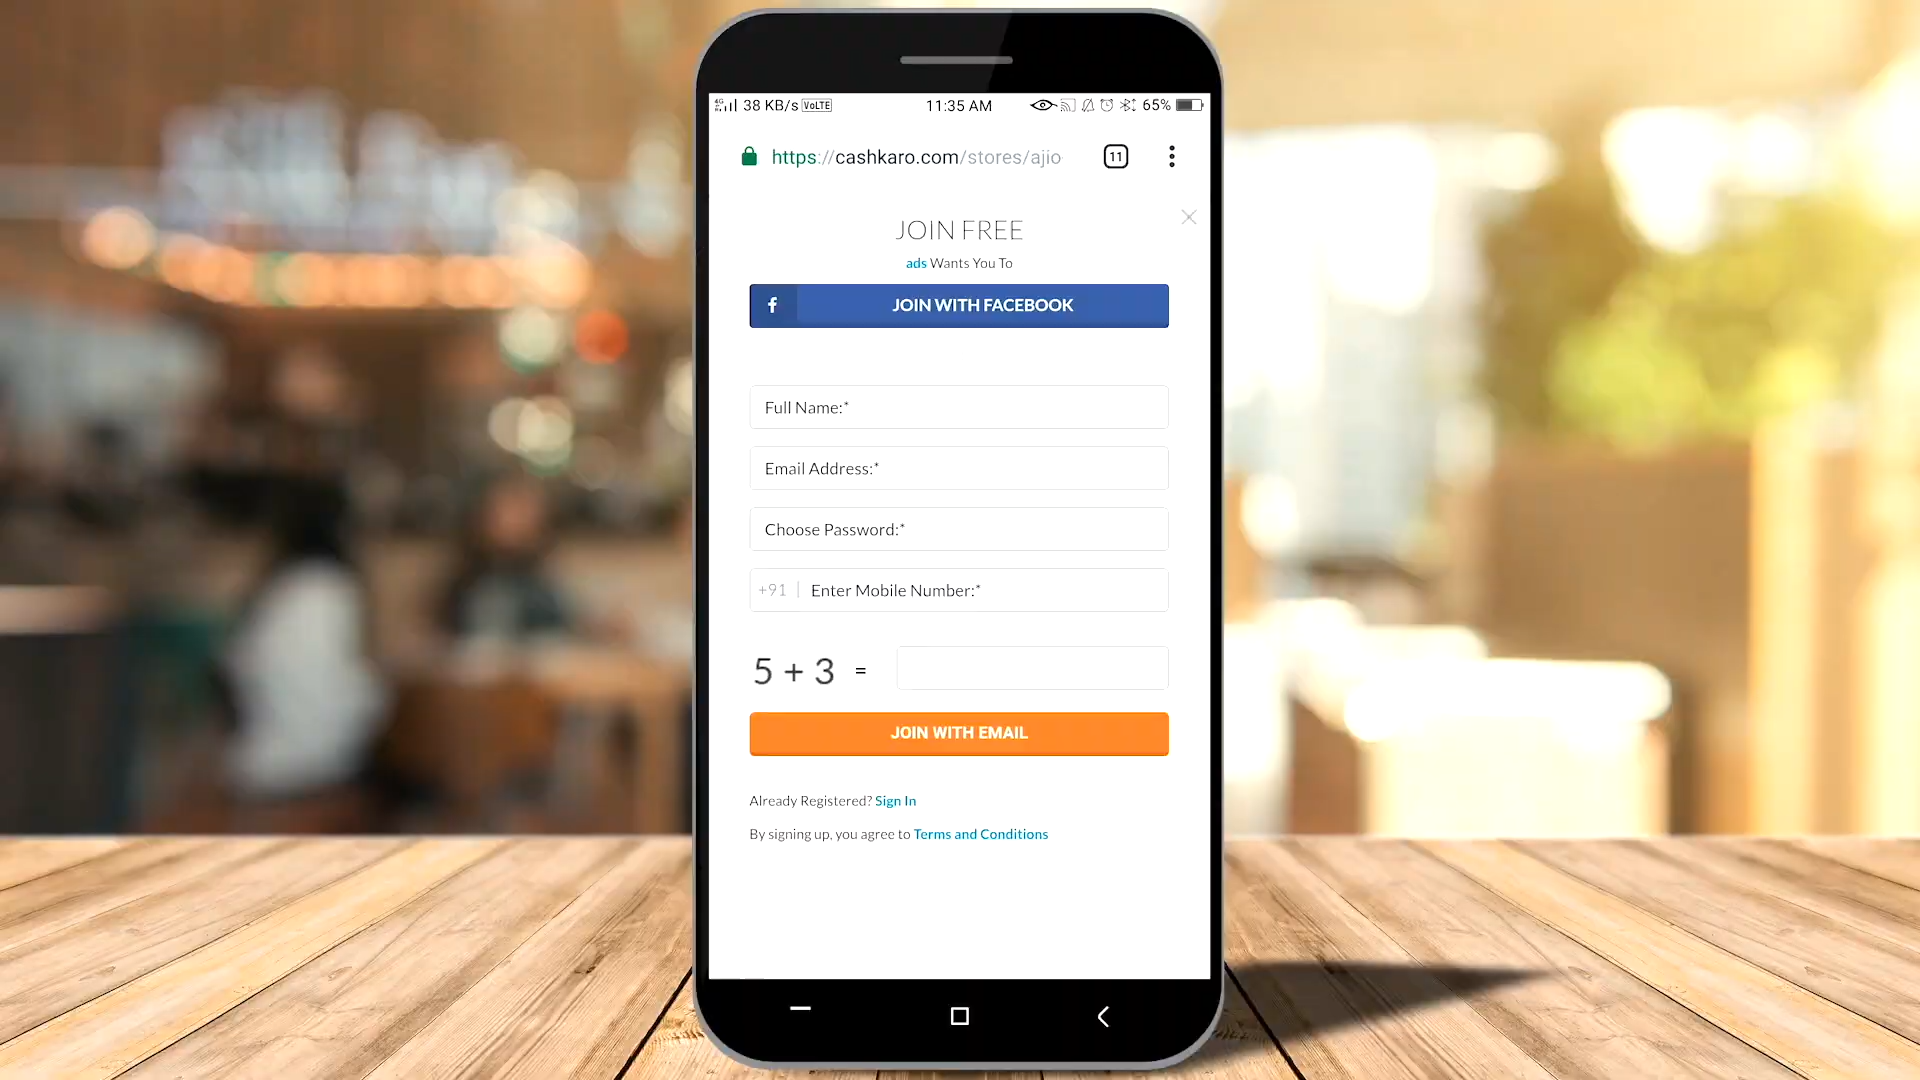 38 KB/s VoLTE 11:35 AM 65%
https://cashkaro.com/stores/ajio 11
JOIN FREE
ads Wants You To
f JOIN WITH FACEBOOK
Full Name:*
Email Address:*
Choose Password:*
+91 | Enter Mobile Number:*
5 + 3 =
JOIN WITH EMAIL
Already Registered? Sign In
By signing up, you agree to Terms and Conditions